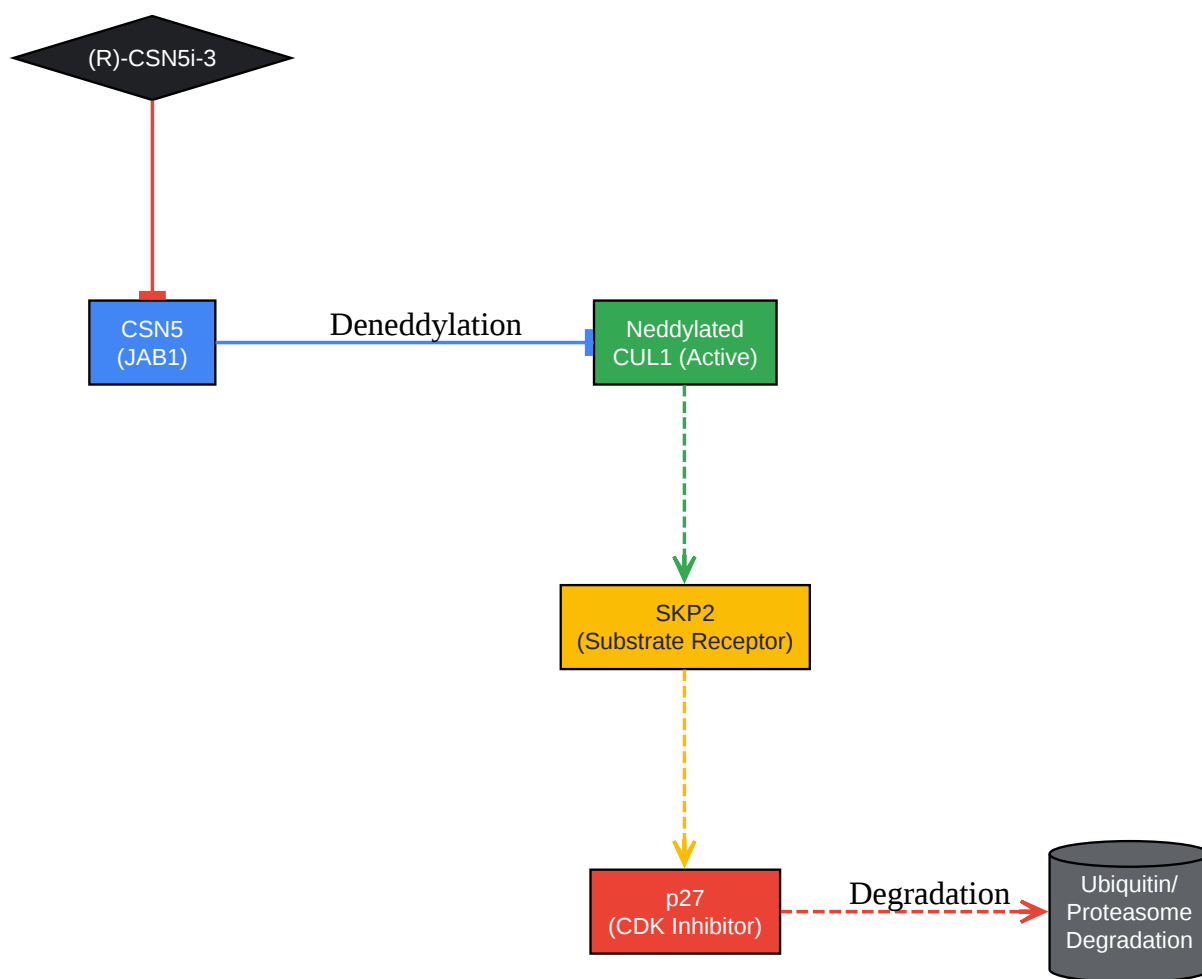 (R)-CSN5i-3
CSN5
(JAB1)
Deneddylation
Neddylated
CUL1 (Active)
SKP2
(Substrate Receptor)
p27
(CDK Inhibitor)
Degradation
Ubiquitin/
Proteasome
Degradation